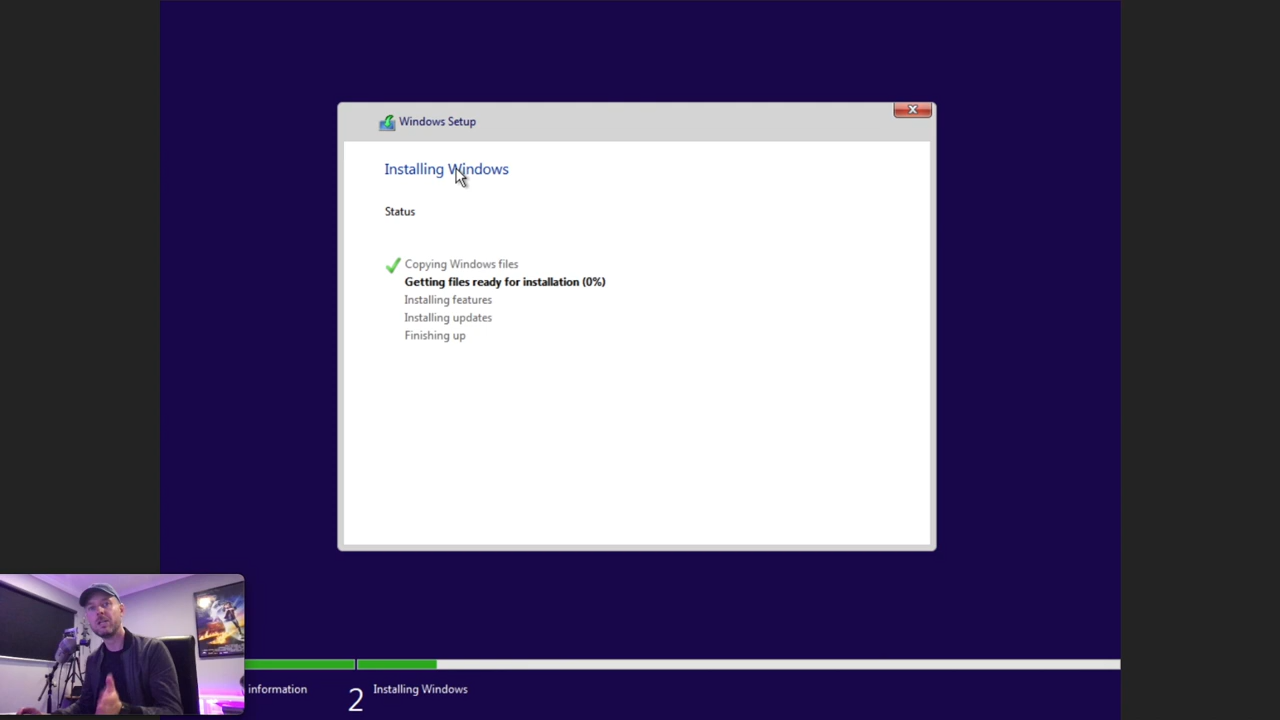 Windows Setup
Installing Windows
Status
Copying Windows files
Getting files ready for installation (0%)
Installing features
Installing updates
Finishing up
information
2 Installing Windows